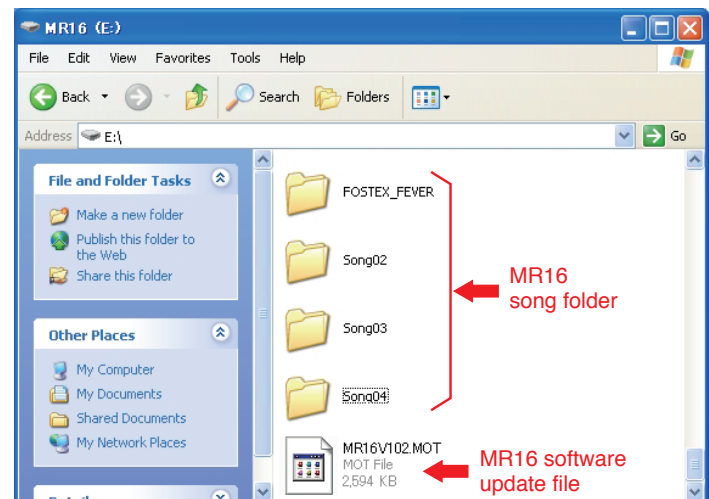 MR16 (E:)
File Edit View Favorites Tools Help
Back Search Folders
Address E:\ Go
File and Folder Tasks
Make a new folder
Publish this folder to
the Web
Share this folder
Other Places
My Computer
My Documents
Shared Documents
My Network Places
FOSTEX_FEVER
Song02
Song03
Song04
MR16
song folder
MR16V102.MOT
MOT File
2,594 KB
MR16 software
update file